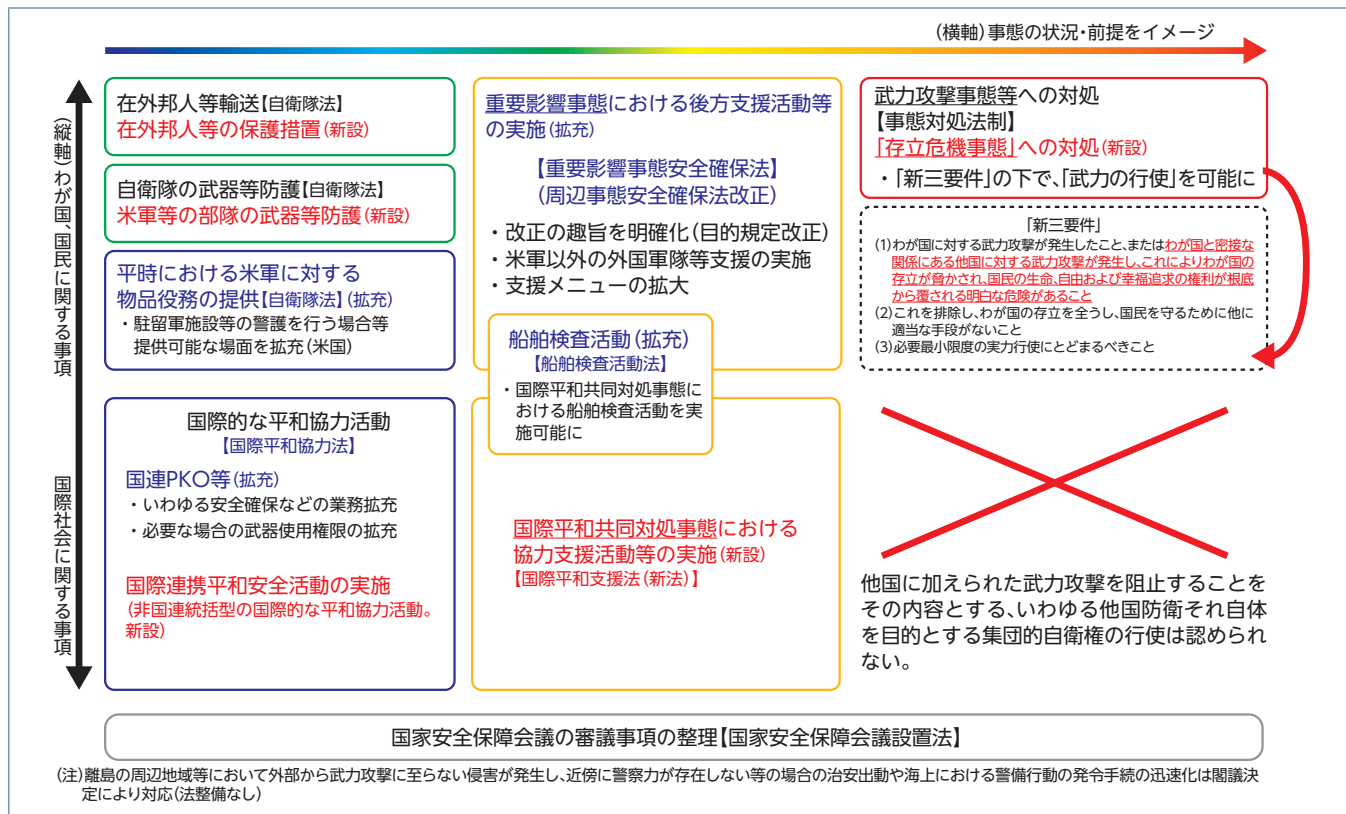 (横軸)事態の状況・前提をイメージ
(縦軸)わが国、国民に関する事項
国際社会に関する事項
在外邦人等輸送【自衛隊法】
在外邦人等の保護措置(新設)
自衛隊の武器等防護【自衛隊法】
米軍等の部隊の武器等防護(新設)
平時における米軍に対する
物品役務の提供【自衛隊法】(拡充)
・駐留軍施設等の警護を行う場合等
提供可能な場面を拡充(米国)
国際的な平和協力活動
【国際平和協力法】
国連PKO等(拡充)
・いわゆる安全確保などの業務拡充
・必要な場合の武器使用権限の拡充
国際連携平和安全活動の実施
(非国連統括型の国際的な平和協力活動。
新設)
重要影響事態における後方支援活動等
の実施(拡充)
【重要影響事態安全確保法】
(周辺事態安全確保法改正)
・改正の趣旨を明確化(目的規定改正)
・米軍以外の外国軍隊等支援の実施
・支援メニューの拡大
船舶検査活動(拡充)
【船舶検査活動法】
・国際平和共同対処事態に
おける船舶検査活動を実
施可能に
国際平和共同対処事態における
協力支援活動等の実施(新設)
【国際平和支援法(新法)】
武力攻撃事態等への対処
【事態対処法制】
「存立危機事態」への対処(新設)
・「新三要件」の下で、「武力の行使」を可能に
「新三要件」
(1)わが国に対する武力攻撃が発生したこと、またはわが国と密接な
関係にある他国に対する武力攻撃が発生し、これによりわが国の
存立が脅かされ、国民の生命、自由および幸福追求の権利が根底
から覆される明白な危険があること
(2)これを排除し、わが国の存立を全うし、国民を守るために他に
適当な手段がないこと
(3)必要最小限度の実力行使にとどまるべきこと
他国に加えられた武力攻撃を阻止することを
その内容とする、いわゆる他国防衛それ自体
を目的とする集団的自衛権の行使は認められ
ない。
国家安全保障会議の審議事項の整理【国家安全保障会議設置法】
(注)離島の周辺地域等において外部から武力攻撃に至らない侵害が発生し、近傍に警察力が存在しない等の場合の治安出動や海上における警備行動の発令手続の迅速化は閣議決
定により対応(法整備なし)